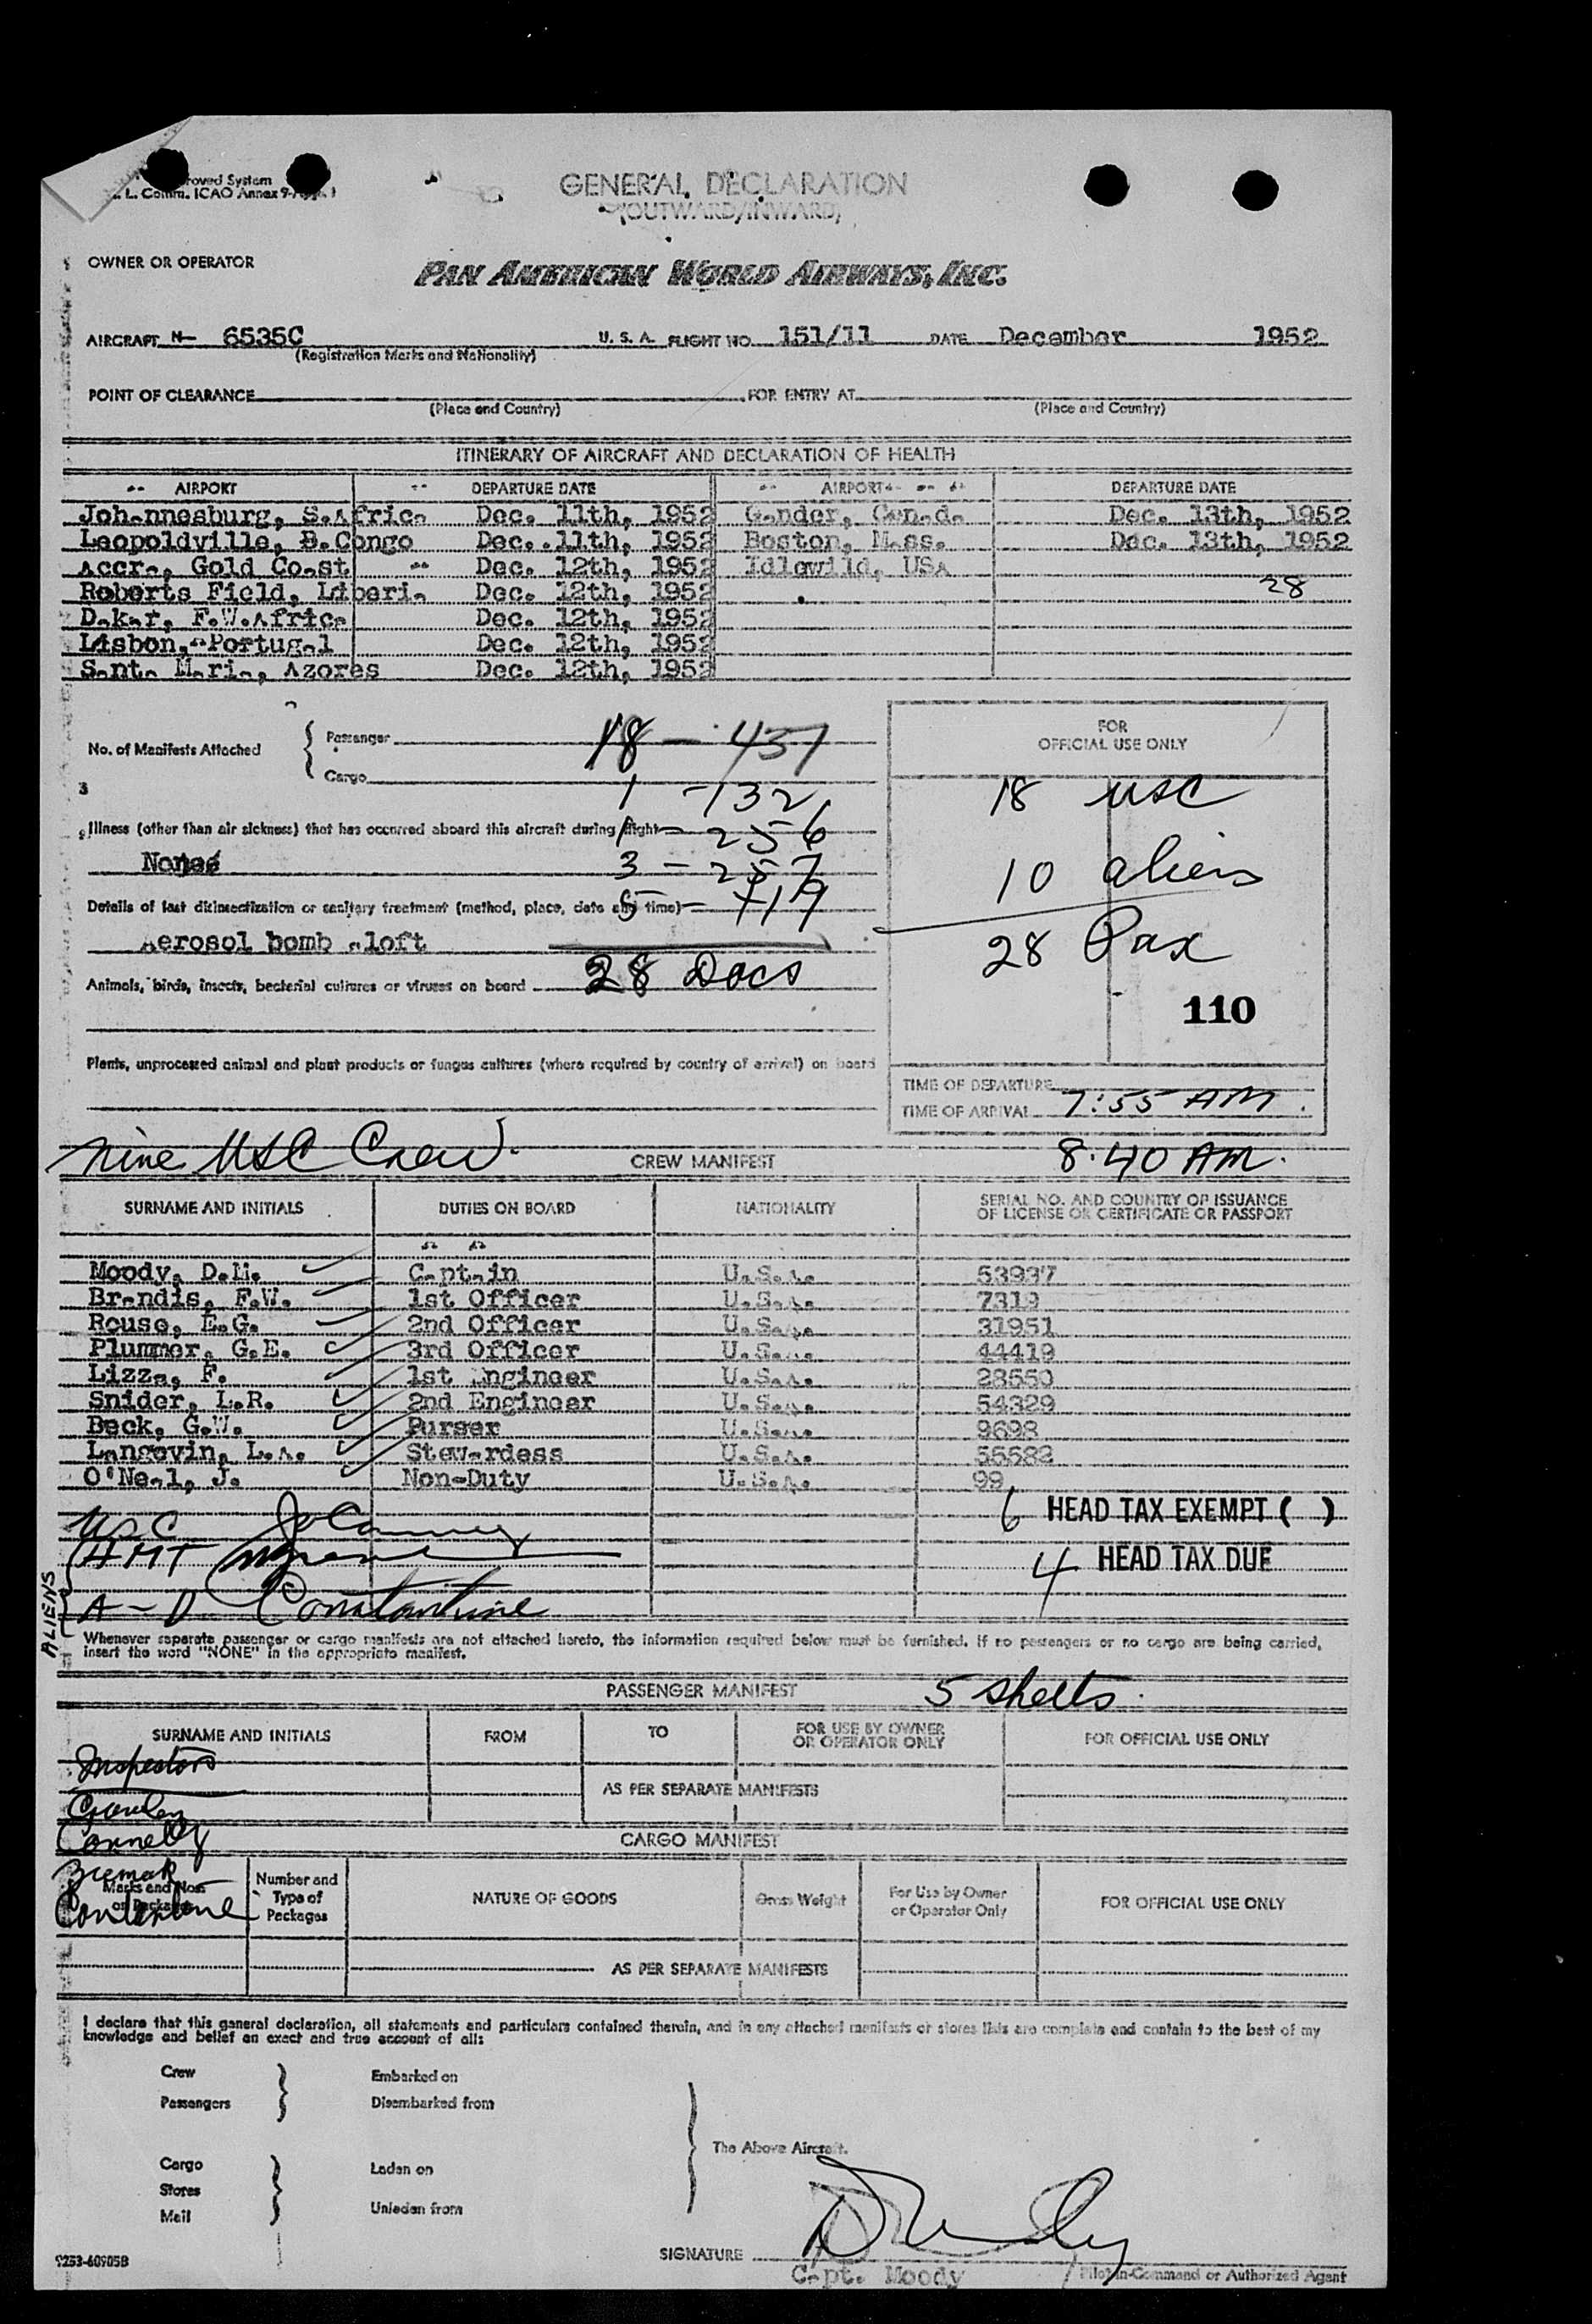 roved System
L. Comm. ICAO Annex 9-App. 1
GENERAL DECLARATION
(OUTWARD/INWARD)
OWNER OR OPERATOR
PAN AMERICAN WORLD AIRWAYS, INC.
AIRCRAFT N- 6535C U. S. A. FLIGHT NO. 151/11 DATE December 1952
(Registration Marks and Nationality)
POINT OF CLEARANCE FOR ENTRY AT
(Place and Country) (Place and Country)
ITINERARY OF AIRCRAFT AND DECLARATION OF HEALTH
AIRPORT DEPARTURE DATE AIRPORT DEPARTURE DATE
Johannesburg, S.Africa Dec. 11th, 1952 Gander, Canada Dec. 13th, 1952
Leopoldville, B.Congo Dec. 11th, 1952 Boston, Mass. Dec. 13th, 1952
Accra, Gold Coast Dec. 12th, 1952 Idlewild, USA
Roberts Field, Liberia Dec. 12th, 1952 28
Dakar, F.W.Africa Dec. 12th, 1952
Lisbon, Portugal Dec. 12th, 1952
Santa Maria, Azores Dec. 12th, 1952
No. of Manifests Attached
Passenger 18 - 451
Cargo
3
1 - 132
Illness (other than air sickness) that has occurred aboard this aircraft during flight
1 - 256
None
3 - 257
Details of last disinsectization or sanitary treatment (method, place, date and time)
5 - 719
Aerosol bomb aloft
28 Docs
Animals, birds, insects, bacterial cultures or viruses on board
Plants, unprocessed animal and plant products or fungus cultures (where required by country of arrival) on board
FOR
OFFICIAL USE ONLY
18 USC
10 aliens
28 Pax
110
TIME OF DEPARTURE
TIME OF ARRIVAL 7:55 AM.
8:40 AM.
Nine USC Crew
CREW MANIFEST
SURNAME AND INITIALS DUTIES ON BOARD NATIONALITY SERIAL NO. AND COUNTRY OF ISSUANCE
OF LICENSE OR CERTIFICATE OR PASSPORT
Moody, D.M. Captain U.S.A. 53937
Brandis, F.W. 1st Officer U.S.A. 7319
Rouse, E.G. 2nd Officer U.S.A. 31951
Plummer, G.E. 3rd Officer U.S.A. 44419
Lizza, F. 1st Engineer U.S.A. 28550
Snider, L.R. 2nd Engineer U.S.A. 54329
Beck, G.W. Purser U.S.A. 9698
Langevin, L.A. Stewardess U.S.A. 55582
O'Neal, J. Non-Duty U.S.A. 99
6 HEAD TAX EXEMPT ( )
4 HEAD TAX DUE
USC
HMT
ALIENS
A-D Constantine
Whenever separate passenger or cargo manifests are not attached hereto, the information required below must be furnished. If no passengers or no cargo are being carried,
insert the word "NONE" in the appropriate manifest.
PASSENGER MANIFEST 5 sheets.
SURNAME AND INITIALS FROM TO FOR USE BY OWNER
OR OPERATOR ONLY FOR OFFICIAL USE ONLY
Inspectors
AS PER SEPARATE MANIFESTS
Connelly
CARGO MANIFEST
Marks and Nos.
on Packages Number and
Type of
Packages NATURE OF GOODS Gross Weight For Use by Owner
or Operator Only FOR OFFICIAL USE ONLY
Constantine
AS PER SEPARATE MANIFESTS
I declare that this general declaration, all statements and particulars contained therein, and in any attached manifests or stores lists are complete and contain to the best of my
knowledge and belief an exact and true account of all:
Crew
Passengers
Embarked on
Disembarked from
Cargo
Stores
Mail
Laden on
Unladen from
The Above Aircraft.
SIGNATURE
Capt. Moody
Pilot-in-Command or Authorized Agent
9253-60905B